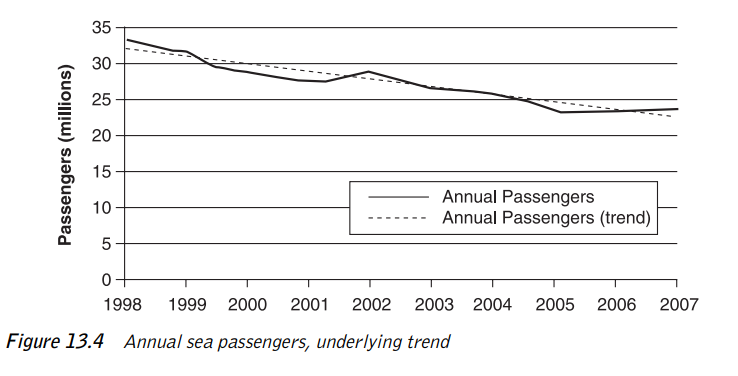 35
30
25
20
15
10
5
0
Passengers (millions)
Annual Passengers
Annual Passengers (trend)
1998 1999 2000 2001 2002 2003 2004 2005 2006 2007
Figure 13.4 Annual sea passengers, underlying trend